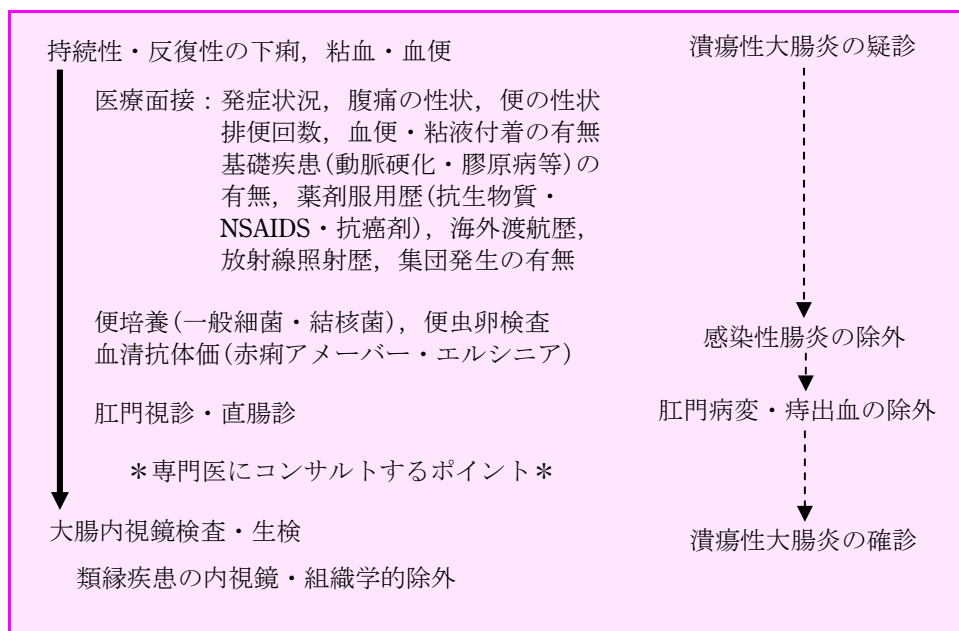 持続性・反復性の下痢，粘血・血便
潰瘍性大腸炎の疑診
医療面接：発症状況，腹痛の性状，便の性状
排便回数，血便・粘液付着の有無
基礎疾患(動脈硬化・膠原病等)の
有無，薬剤服用歴(抗生物質・
NSAIDS・抗癌剤)，海外渡航歴，
放射線照射歴，集団発生の有無
便培養(一般細菌・結核菌)，便虫卵検査
血清抗体価(赤痢アメーバー・エルシニア)
感染性腸炎の除外
肛門視診・直腸診
肛門病変・痔出血の除外
＊専門医にコンサルトするポイント＊
大腸内視鏡検査・生検
潰瘍性大腸炎の確診
類縁疾患の内視鏡・組織学的除外